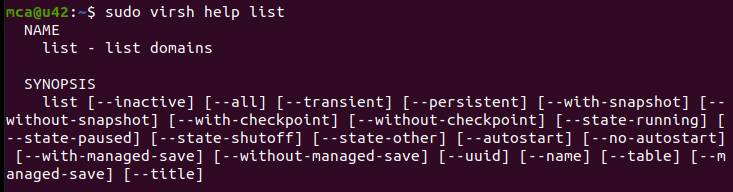 mca@u42:~$ sudo virsh help list
  NAME
    list - list domains

  SYNOPSIS
    list [--inactive] [--all] [--transient] [--persistent] [--with-snapshot] [--
without-snapshot] [--with-checkpoint] [--without-checkpoint] [--state-running] [
--state-paused] [--state-shutoff] [--state-other] [--autostart] [--no-autostart]
 [--with-managed-save] [--without-managed-save] [--uuid] [--name] [--table] [--m
anaged-save] [--title]